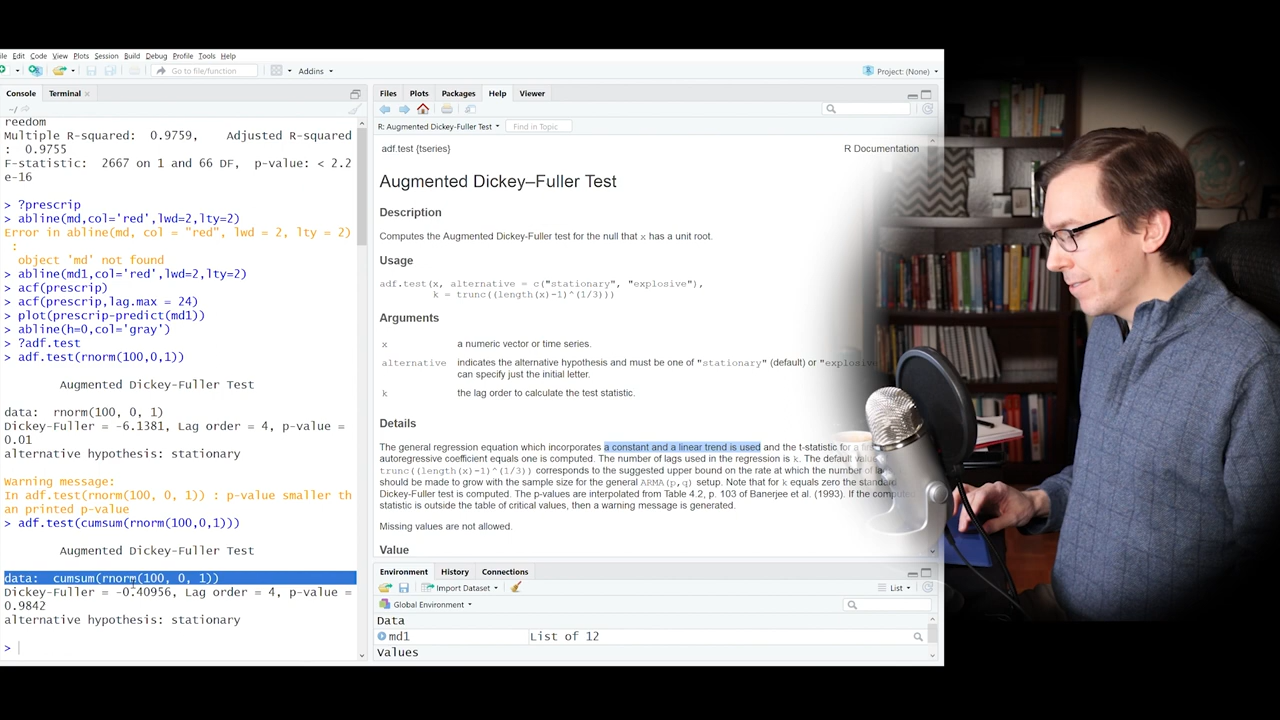 ile Edit Code View Plots Session Build Debug Profile Tools Help
Go to file/function
Addins
Project: (None)
Console
Terminal
~/
reedom
Multiple R-squared:  0.9759,    Adjusted R-squared
:  0.9755
F-statistic:  2667 on 1 and 66 DF,  p-value: < 2.2
e-16
> ?prescrip
> abline(md,col='red',lwd=2,lty=2)
Error in abline(md, col = "red", lwd = 2, lty = 2)
:
object 'md' not found
> abline(md1,col='red',lwd=2,lty=2)
> acf(prescrip)
> acf(prescrip,lag.max = 24)
> plot(prescrip-predict(md1))
> abline(h=0,col='gray')
> ?adf.test
> adf.test(rnorm(100,0,1))
Augmented Dickey-Fuller Test
data:  rnorm(100, 0, 1)
Dickey-Fuller = -6.1381, Lag order = 4, p-value =
0.01
alternative hypothesis: stationary
Warning message:
In adf.test(rnorm(100, 0, 1)) : p-value smaller th
an printed p-value
> adf.test(cumsum(rnorm(100,0,1)))
Augmented Dickey-Fuller Test
data:  cumsum(rnorm(100, 0, 1))
Dickey-Fuller = -0.40956, Lag order = 4, p-value =
0.9842
alternative hypothesis: stationary
>
Files Plots Packages Help Viewer
R: Augmented Dickey-Fuller Test
Find in Topic
adf.test {tseries}
R Documentation
Augmented Dickey–Fuller Test
Description
Computes the Augmented Dickey-Fuller test for the null that x has a unit root.
Usage
adf.test(x, alternative = c("stationary", "explosive"),
k = trunc((length(x)-1)^(1/3)))
Arguments
x a numeric vector or time series.
alternative indicates the alternative hypothesis and must be one of "stationary" (default) or "explosive
can specify just the initial letter.
k the lag order to calculate the test statistic.
Details
The general regression equation which incorporates a constant and a linear trend is used and the t-statistic for a
autoregressive coefficient equals one is computed. The number of lags used in the regression is k. The default
trunc((length(x)-1)^(1/3)) corresponds to the suggested upper bound on the rate at which the number of
should be made to grow with the sample size for the general ARMA(p,q) setup. Note that for k equals zero the standard
Dickey-Fuller test is computed. The p-values are interpolated from Table 4.2, p. 103 of Banerjee et al. (1993). If the
statistic is outside the table of critical values, then a warning message is generated.
Missing values are not allowed.
Value
Environment History Connections
Import Dataset
List
Global Environment
Data
md1 List of 12
Values